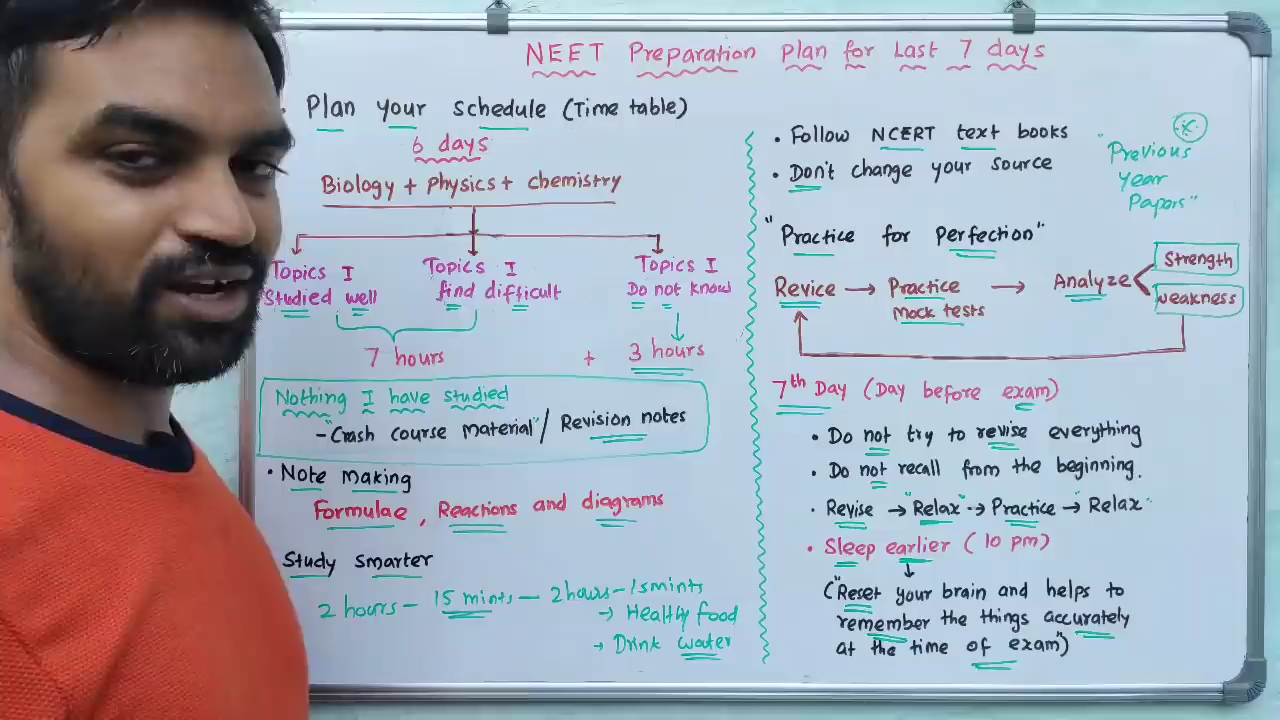 NEET Preparation Plan for Last 7 days
• Plan your schedule (Time table)
6 days
Biology + Physics + chemistry
Topics I
Studied well
Topics I
find difficult
Topics I
Do not know
7 hours + 3 hours
Nothing I have studied
- "Crash course material" / Revision notes
• Note making
Formulae, Reactions and diagrams
Study smarter
2 hours - 15 mints - 2 hours - 15 mints
→ Healthy food
→ Drink water
• Follow NCERT text books
• Don't change your source
"Previous
Year
Papers"
"Practice for Perfection"
Revice → Practice → Analyze
Mock tests
Strength
weakness
7th Day (Day before exam)
• Do not try to revise everything
• Do not recall from the beginning.
• Revise → "Relax" → Practice → "Relax"
• Sleep earlier (10 pm)
("Reset your brain and helps to
remember the things accurately
at the time of exam")